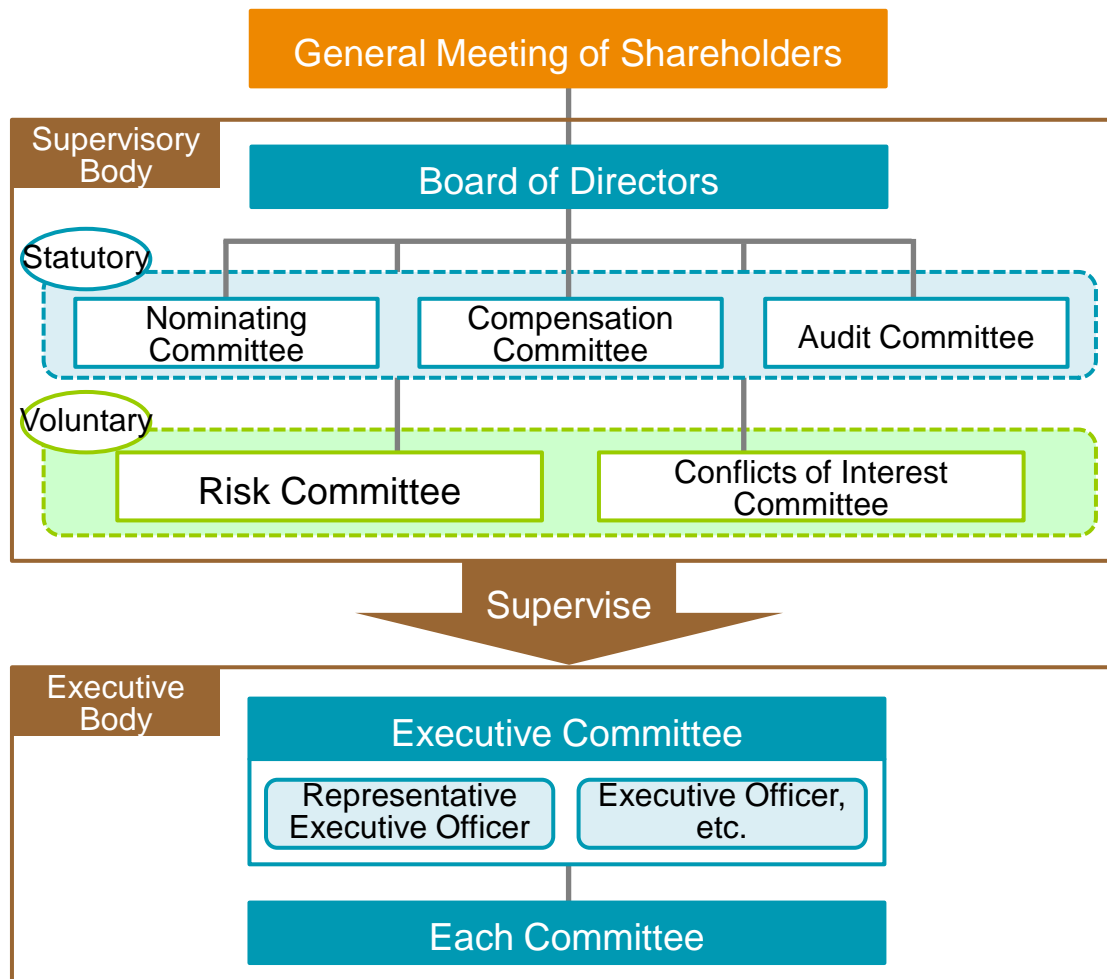 General Meeting of Shareholders
Supervisory
Body
Board of Directors
Statutory
Nominating
Committee
Compensation
Committee
Audit Committee
Voluntary
Risk Committee
Conflicts of Interest
Committee
Supervise
Executive
Body
Executive Committee
Representative
Executive Officer
Executive Officer,
etc.
Each Committee